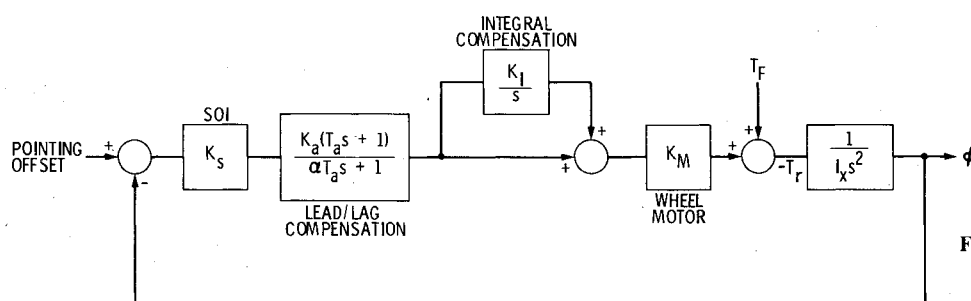 INTEGRAL
COMPENSATION
K_I
s
T_F
SOI
POINTING
OFFSET
+
-
K_s
K_a(T_a s + 1)
αT_a s + 1
+
+
K_M
+
+
-T_r
1
I_x s²
ϕ
LEAD/LAG
COMPENSATION
WHEEL
MOTOR
F